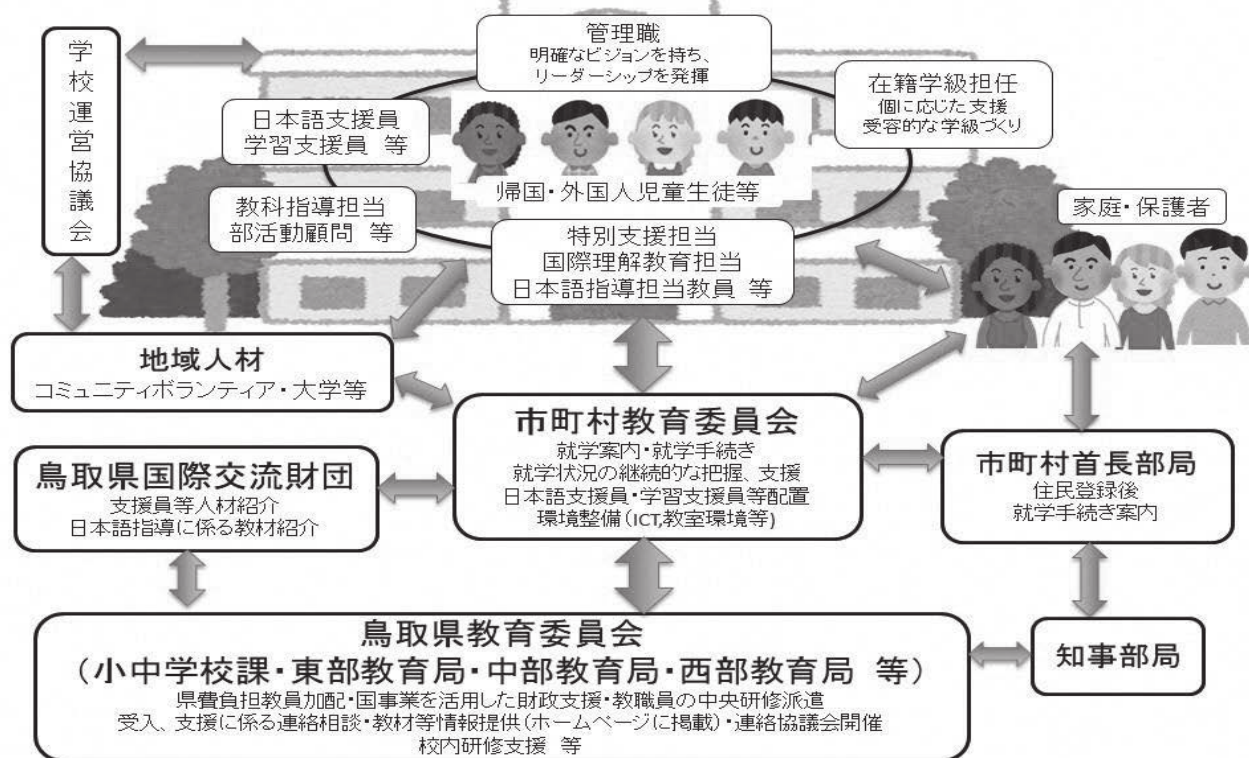 学校運営協議会
管理職
明確なビジョンを持ち、
リーダーシップを発揮
在籍学級担任
個に応じた支援
受容的な学級づくり
日本語支援員
学習支援員 等
帰国・外国人児童生徒等
教科指導担当
部活動顧問 等
特別支援担当
国際理解教育担当
日本語指導担当教員 等
家庭・保護者
地域人材
コミュニティボランティア・大学等
市町村教育委員会
就学案内・就学手続き
就学状況の継続的な把握、支援
日本語支援員・学習支援員等配置
環境整備(ICT,教室環境等)
鳥取県国際交流財団
支援員等人材紹介
日本語指導に係る教材紹介
市町村首長部局
住民登録後
就学手続き案内
鳥取県教育委員会
(小中学校課・東部教育局・中部教育局・西部教育局 等)
県費負担教員加配・国事業を活用した財政支援・教職員の中央研修派遣
受入、支援に係る連絡相談・教材等情報提供(ホームページに掲載)・連絡協議会開催
校内研修支援 等
知事部局